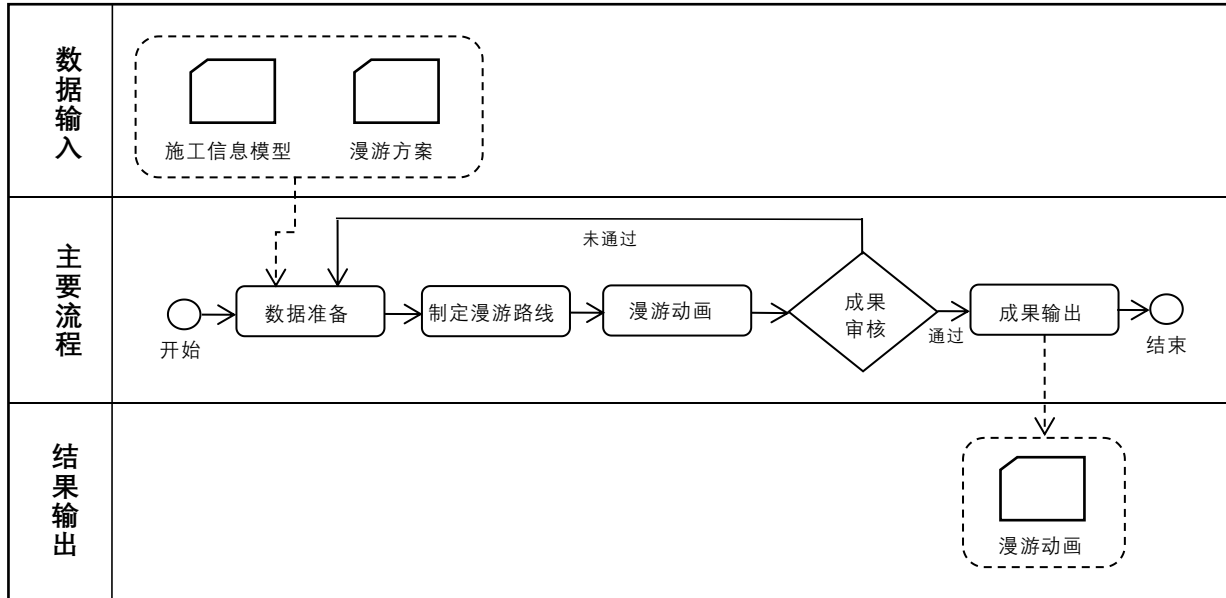 数据输入
施工信息模型
漫游方案
主要流程
未通过
开始
数据准备
制定漫游路线
漫游动画
成果
审核
通过
成果输出
结束
结果输出
漫游动画